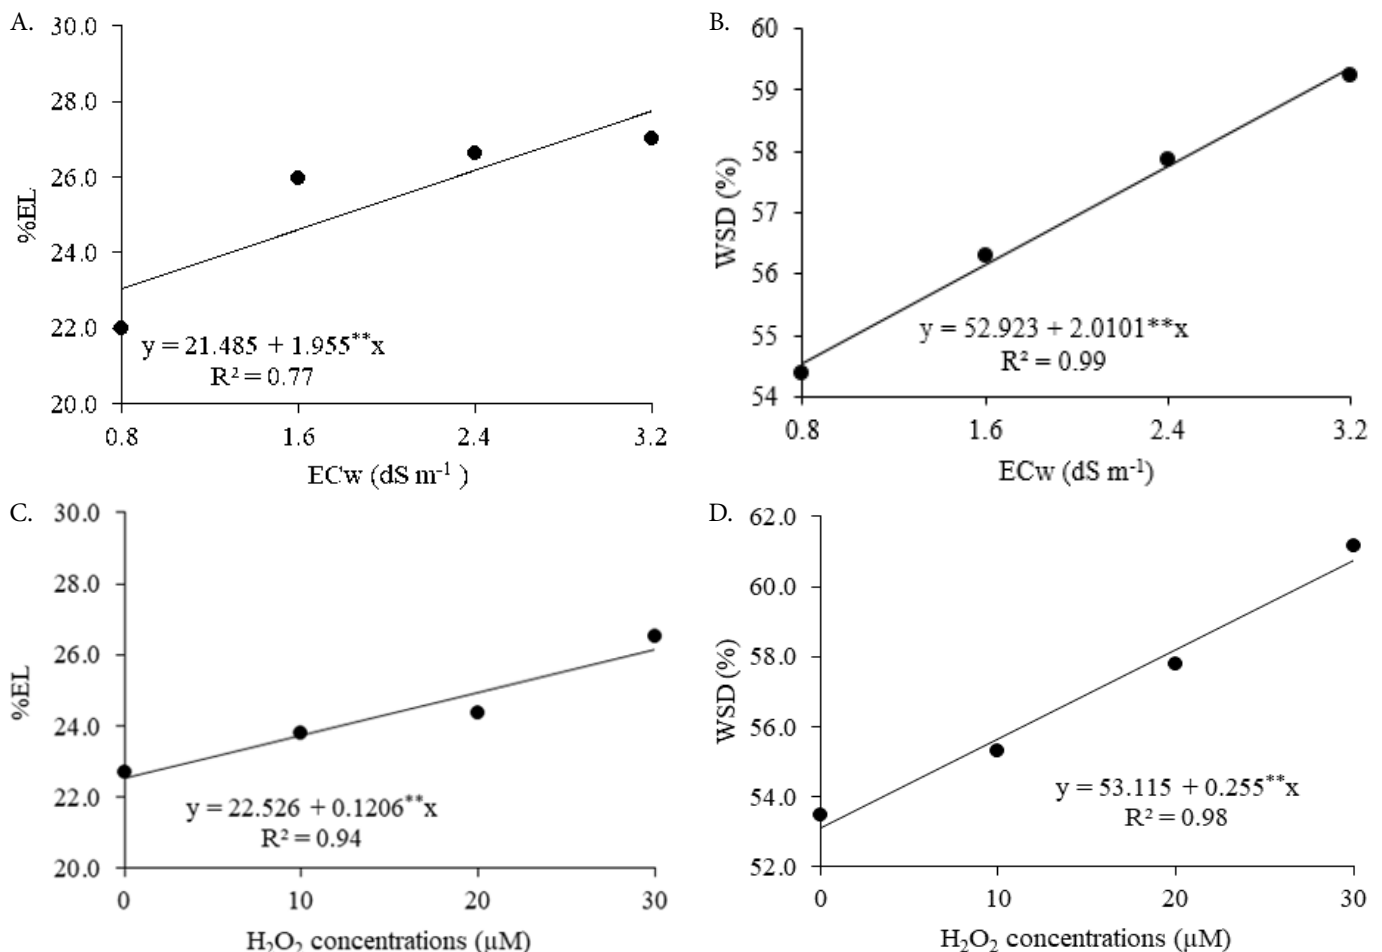 A.
30.0
28.0
26.0
24.0
22.0
20.0
%EL
y = 21.485 + 1.955**x
R² = 0.77
0.8 1.6 2.4 3.2
ECw (dS m⁻¹ )
B.
60
59
58
57
56
55
54
WSD (%)
y = 52.923 + 2.0101**x
R² = 0.99
0.8 1.6 2.4 3.2
ECw (dS m⁻¹)
C.
30.0
28.0
26.0
24.0
22.0
20.0
%EL
y = 22.526 + 0.1206**x
R² = 0.94
0 10 20 30
H₂O₂ concentrations (µM)
D.
62.0
60.0
58.0
56.0
54.0
52.0
WSD (%)
y = 53.115 + 0.255**x
R² = 0.98
0 10 20 30
H₂O₂ concentrations (µM)